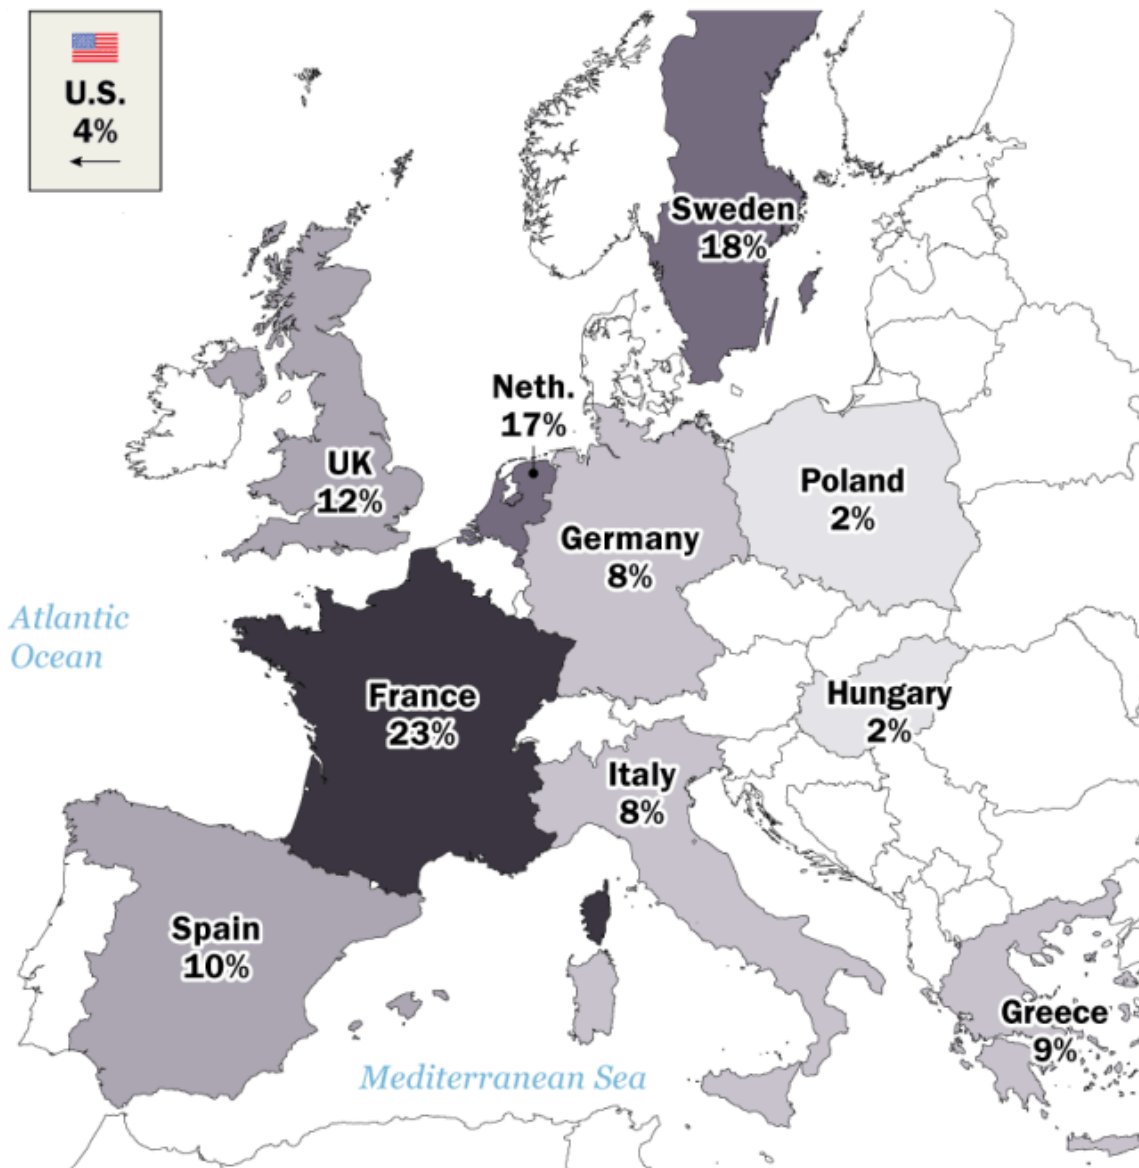 U.S.
4%
Sweden
18%
Neth.
17%
UK
12%
Poland
2%
Germany
8%
Atlantic
Ocean
France
23%
Hungary
2%
Italy
8%
Spain
10%
Greece
9%
Mediterranean Sea